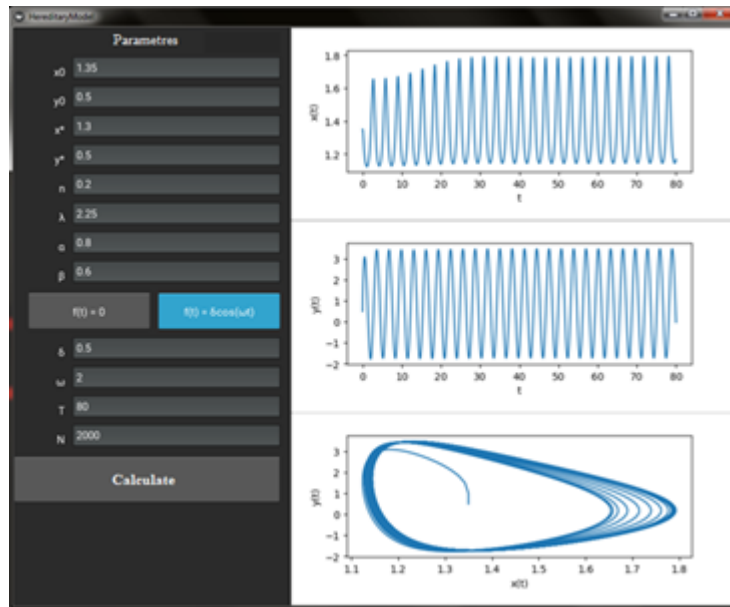 HereditaryModel
Parametres
x0 1.35
y0 0.5
x* 1.3
y* 0.5
n 0.2
λ 2.25
α 0.8
β 0.6
f(t) = 0 f(t) = δcos(ωt)
δ 0.5
ω 2
T 80
N 2000
Calculate
x(t)
1.8
1.6
1.4
1.2
0 10 20 30 40 50 60 70 80
t
y(t)
3
2
1
0
−1
−2
0 10 20 30 40 50 60 70 80
t
y(t)
3
2
1
0
−1
−2
1.1 1.2 1.3 1.4 1.5 1.6 1.7 1.8
x(t)